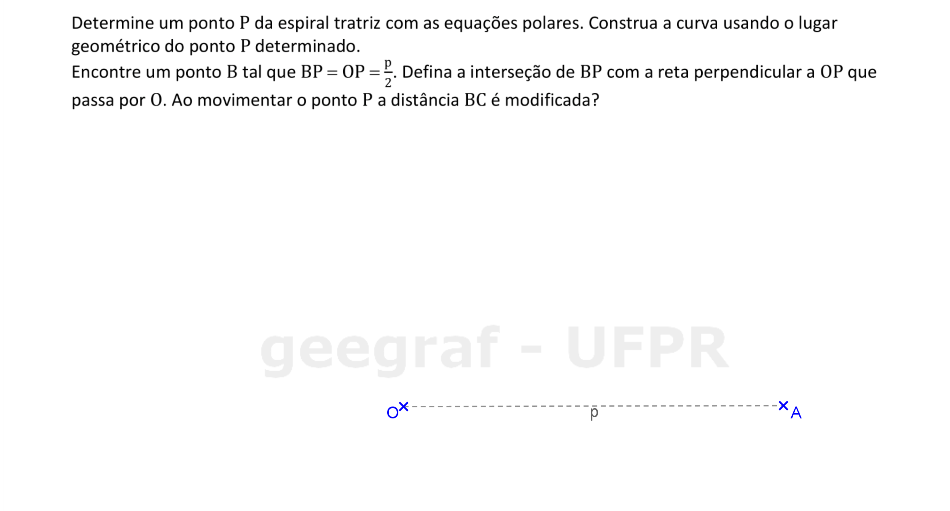 Determine um ponto P da espiral tratriz com as equações polares. Construa a curva usando o lugar
geométrico do ponto P determinado.
Encontre um ponto B tal que BP = OP = p/2. Defina a interseção de BP com a reta perpendicular a OP que
passa por O. Ao movimentar o ponto P a distância BC é modificada?
geegraf - UFPR
O p A